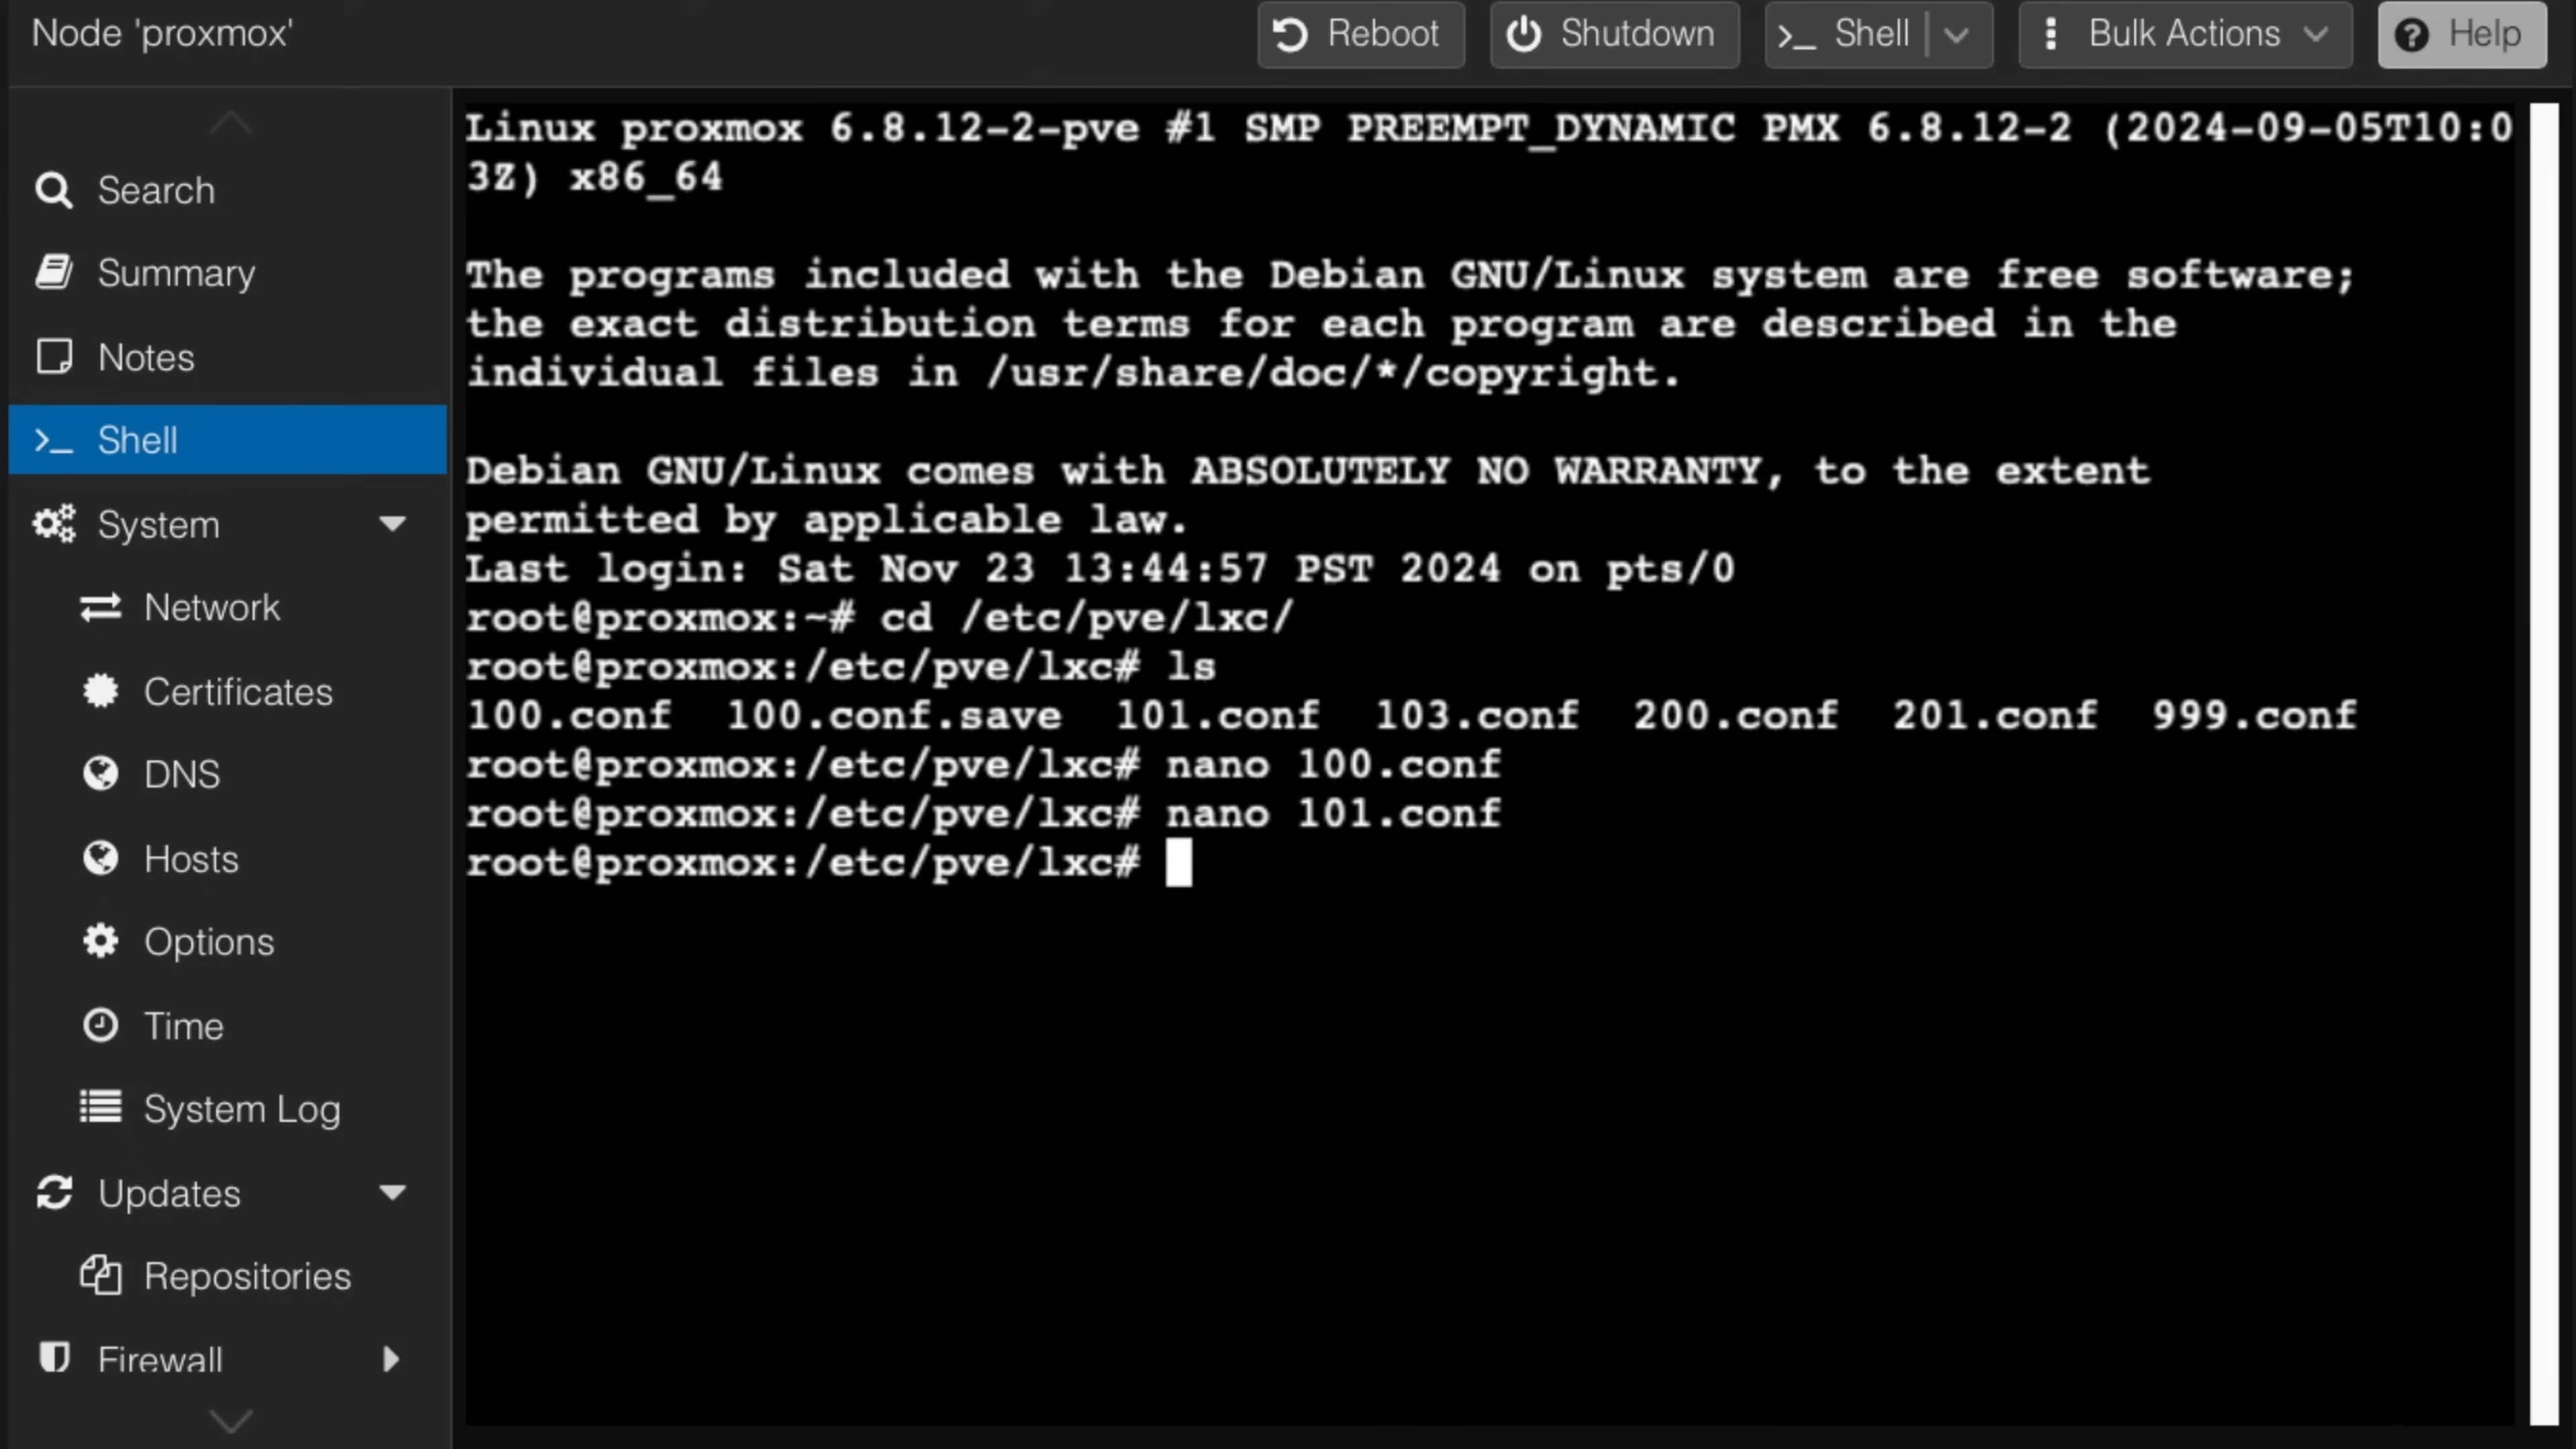 Node 'proxmox'
Reboot
Shutdown
Shell
Bulk Actions
Help
Search
Summary
Notes
Shell
System
Network
Certificates
DNS
Hosts
Options
Time
System Log
Updates
Repositories
Firewall
Linux proxmox 6.8.12-2-pve #1 SMP PREEMPT_DYNAMIC PMX 6.8.12-2 (2024-09-05T10:0
3Z) x86_64
The programs included with the Debian GNU/Linux system are free software;
the exact distribution terms for each program are described in the
individual files in /usr/share/doc/*/copyright.
Debian GNU/Linux comes with ABSOLUTELY NO WARRANTY, to the extent
permitted by applicable law.
Last login: Sat Nov 23 13:44:57 PST 2024 on pts/0
root@proxmox:~# cd /etc/pve/lxc/
root@proxmox:/etc/pve/lxc# ls
100.conf  100.conf.save  101.conf  103.conf  200.conf  201.conf  999.conf
root@proxmox:/etc/pve/lxc# nano 100.conf
root@proxmox:/etc/pve/lxc# nano 101.conf
root@proxmox:/etc/pve/lxc#